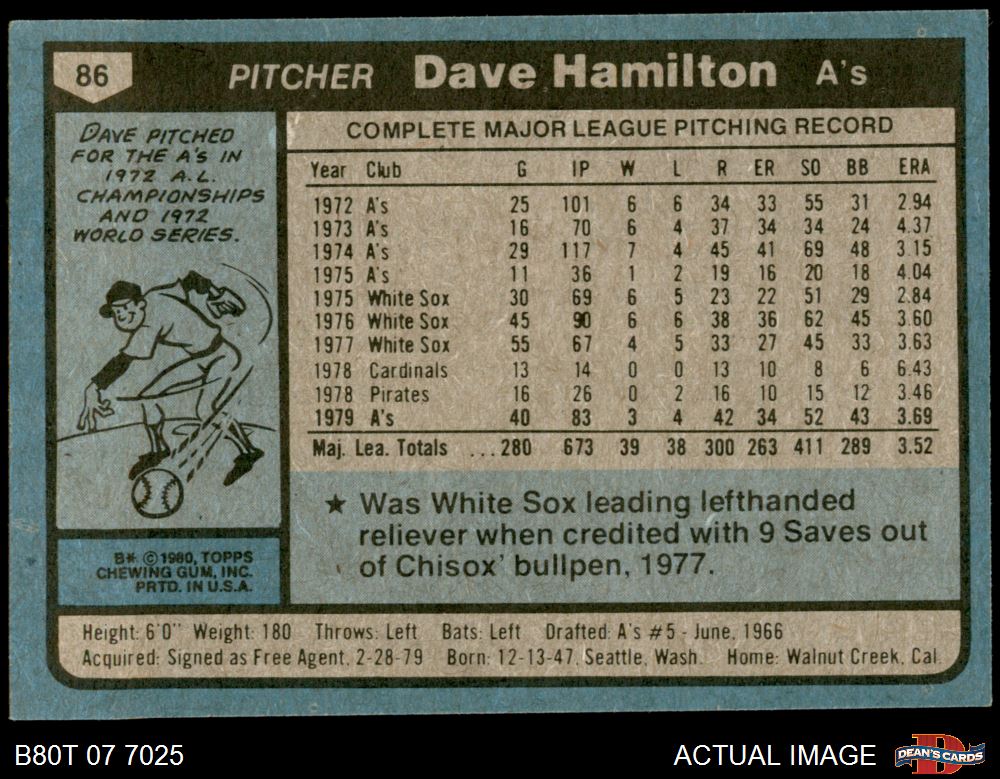 86
PITCHER Dave Hamilton A's
DAVE PITCHED
FOR THE A's IN
1972 A.L.
CHAMPIONSHIPS
AND 1972
WORLD SERIES.
COMPLETE MAJOR LEAGUE PITCHING RECORD
Year Club G IP W L R ER SO BB ERA
1972 A's 25 101 6 6 34 33 55 31 2.94
1973 A's 16 70 6 4 37 34 34 24 4.37
1974 A's 29 117 7 4 45 41 69 48 3.15
1975 A's 11 36 1 2 19 16 20 18 4.04
1975 White Sox 30 69 6 5 23 22 51 29 2.84
1976 White Sox 45 90 6 6 38 36 62 45 3.60
1977 White Sox 55 67 4 5 33 27 45 33 3.63
1978 Cardinals 13 14 0 0 13 10 8 6 6.43
1978 Pirates 16 26 0 2 16 10 15 12 3.46
1979 A's 40 83 3 4 42 34 52 43 3.69
Maj. Lea. Totals ...280 673 39 38 300 263 411 289 3.52
★ Was White Sox leading lefthanded
reliever when credited with 9 Saves out
of Chisox' bullpen, 1977.
B* © 1980, TOPPS
CHEWING GUM, INC.
PRTD. IN U.S.A.
Height: 6'0" Weight: 180 Throws: Left Bats: Left Drafted: A's #5 - June, 1966
Acquired: Signed as Free Agent, 2-28-79 Born: 12-13-47, Seattle, Wash. Home: Walnut Creek, Cal.
B80T 07 7025
ACTUAL IMAGE
DEAN'S CARDS